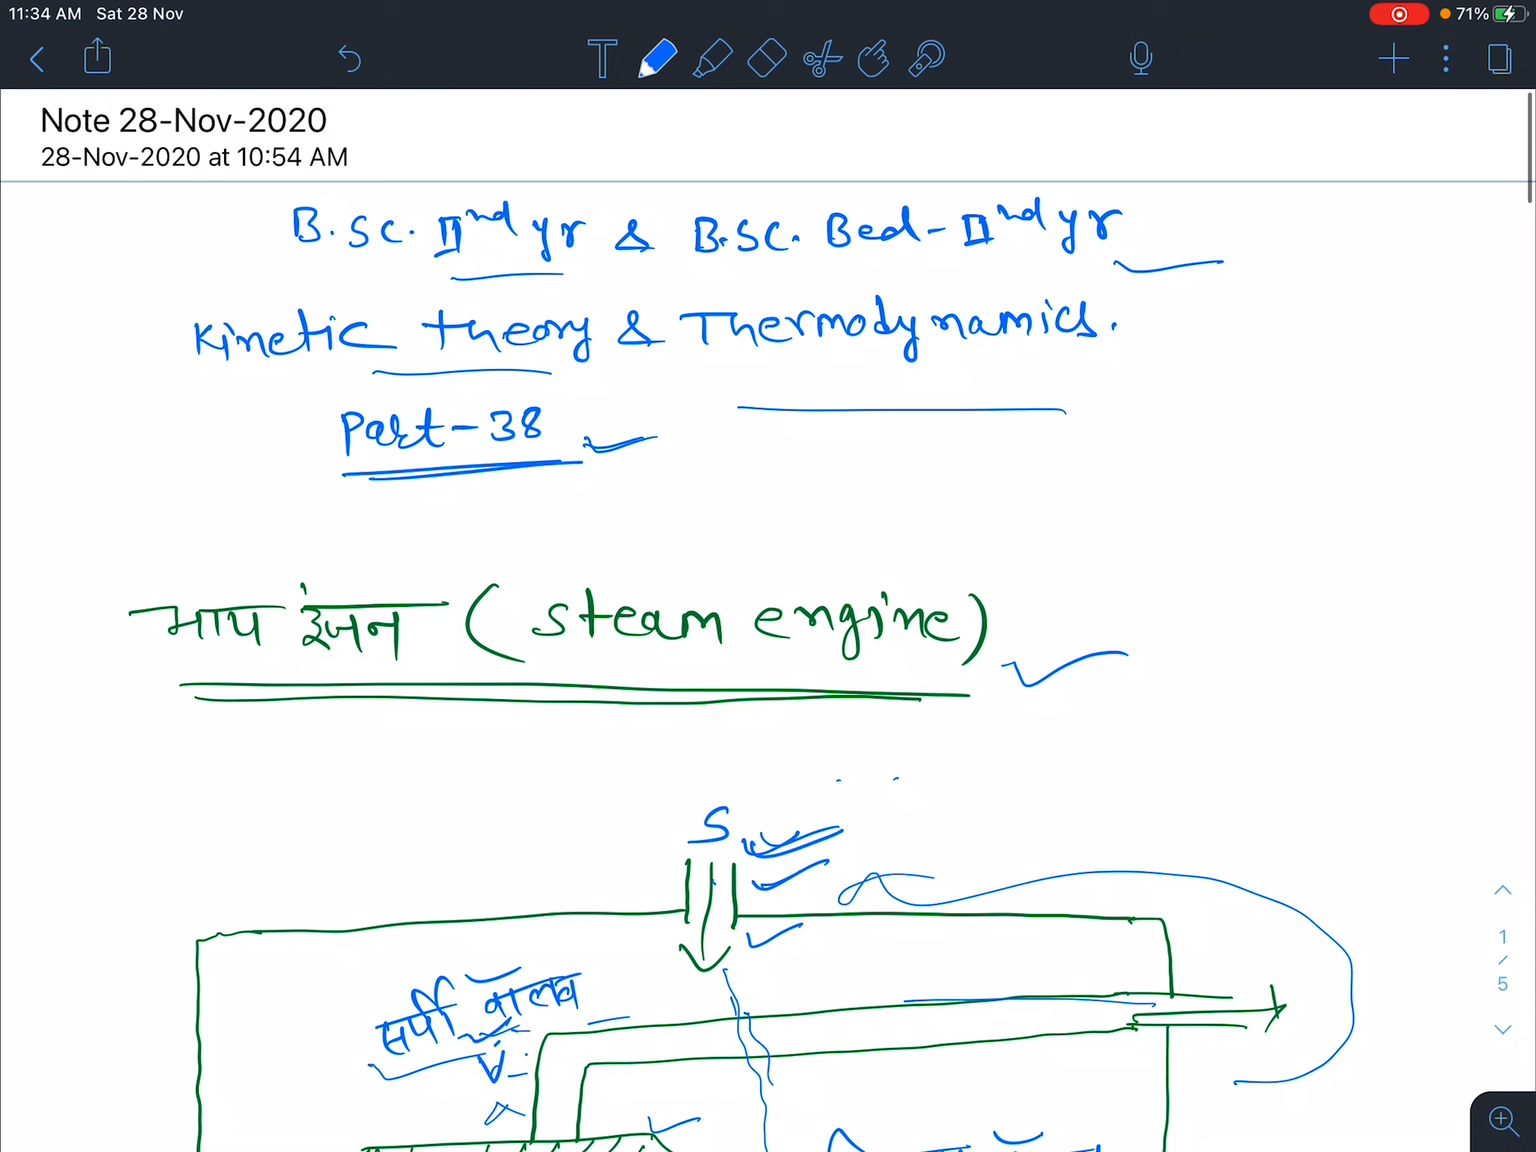 11:34 AM Sat 28 Nov 71%
Note 28-Nov-2020
28-Nov-2020 at 10:54 AM
B.Sc. IInd yr & B.Sc. Bed-IInd yr
Kinetic theory & Thermodynamics.
Part-38
भाप इंजन (steam engine)
S
सर्पी वॉलव
V
1
/
5